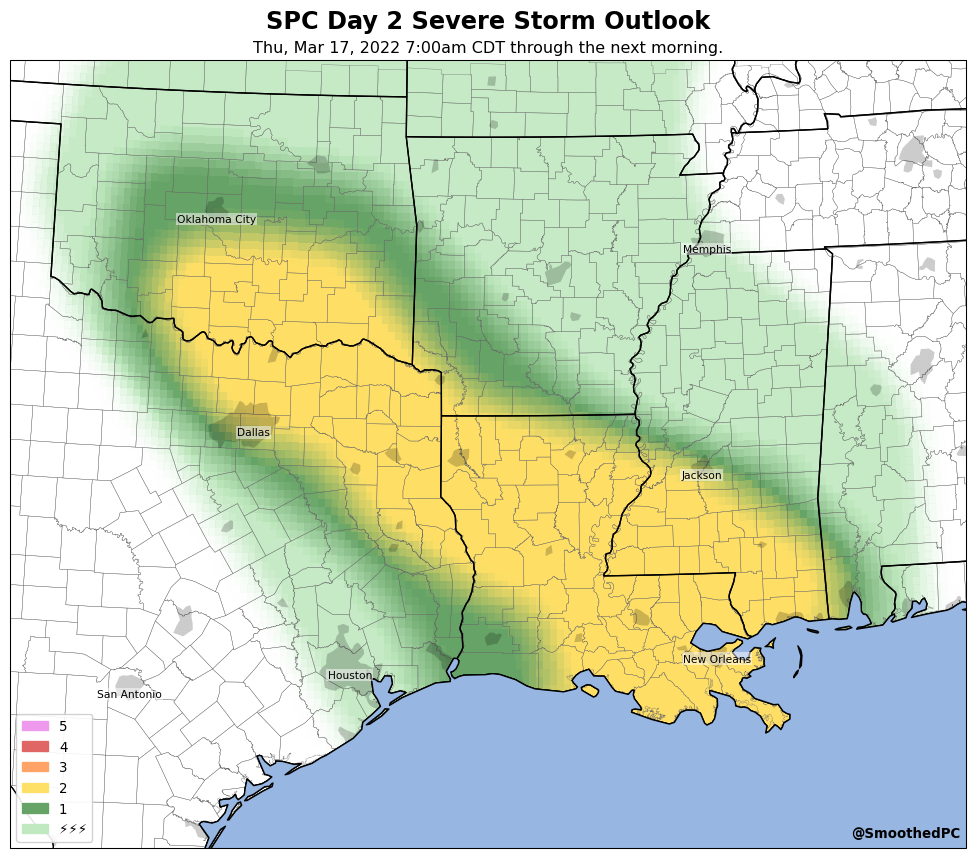 SPC Day 2 Severe Storm Outlook
Thu, Mar 17, 2022 7:00am CDT through the next morning.
Oklahoma City
Memphis
Dallas
Jackson
New Orleans
Houston
San Antonio
5
4
3
2
1
⚡⚡⚡
@SmoothedPC